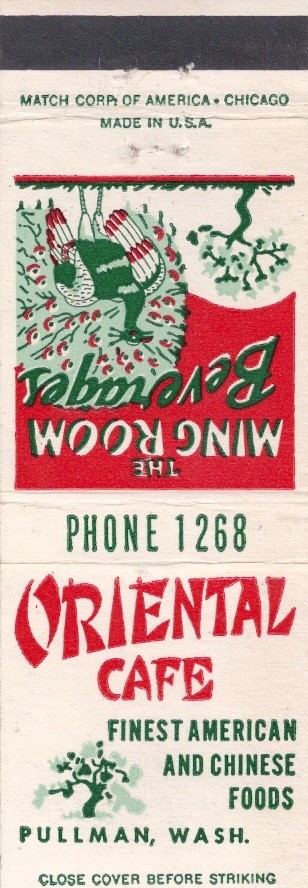 MATCH CORP. OF AMERICA • CHICAGO
MADE IN U.S.A.
THE
MING ROOM
Beverages
PHONE 1268
ORIENTAL
CAFE
FINEST AMERICAN
AND CHINESE
FOODS
PULLMAN, WASH.
CLOSE COVER BEFORE STRIKING